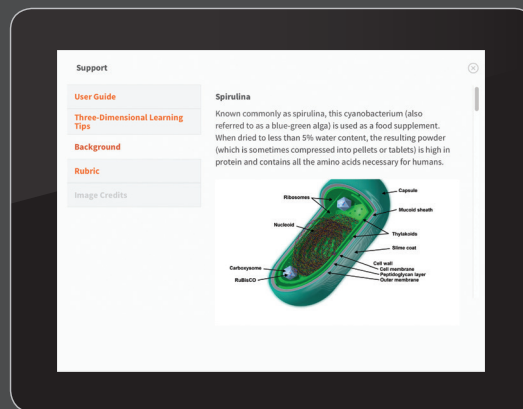 Support
User Guide
Three-Dimensional Learning
Tips
Background
Rubric
Image Credits
Spirulina
Known commonly as spirulina, this cyanobacterium (also
referred to as a blue-green alga) is used as a food supplement.
When dried to less than 5% water content, the resulting powder
(which is sometimes compressed into pellets or tablets) is high in
protein and contains all the amino acids necessary for humans.
Ribosomes
Capsule
Mucoid sheath
Nucleoid
Thylakoids
Slime coat
Cell wall
Carboxysome
Cell membrane
Peptidoglycan layer
RuBisCO
Outer membrane